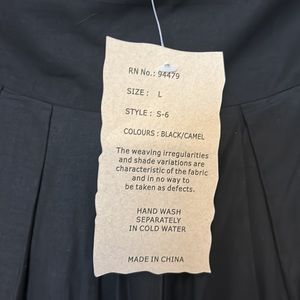 RN No.: 94479
SIZE : L
STYLE : S-6
COLOURS : BLACK/CAMEL
The weaving irregularities
and shade variations are
characteristic of the fabric
and in no way to
be taken as defects.
HAND WASH
SEPARATELY
IN COLD WATER
MADE IN CHINA